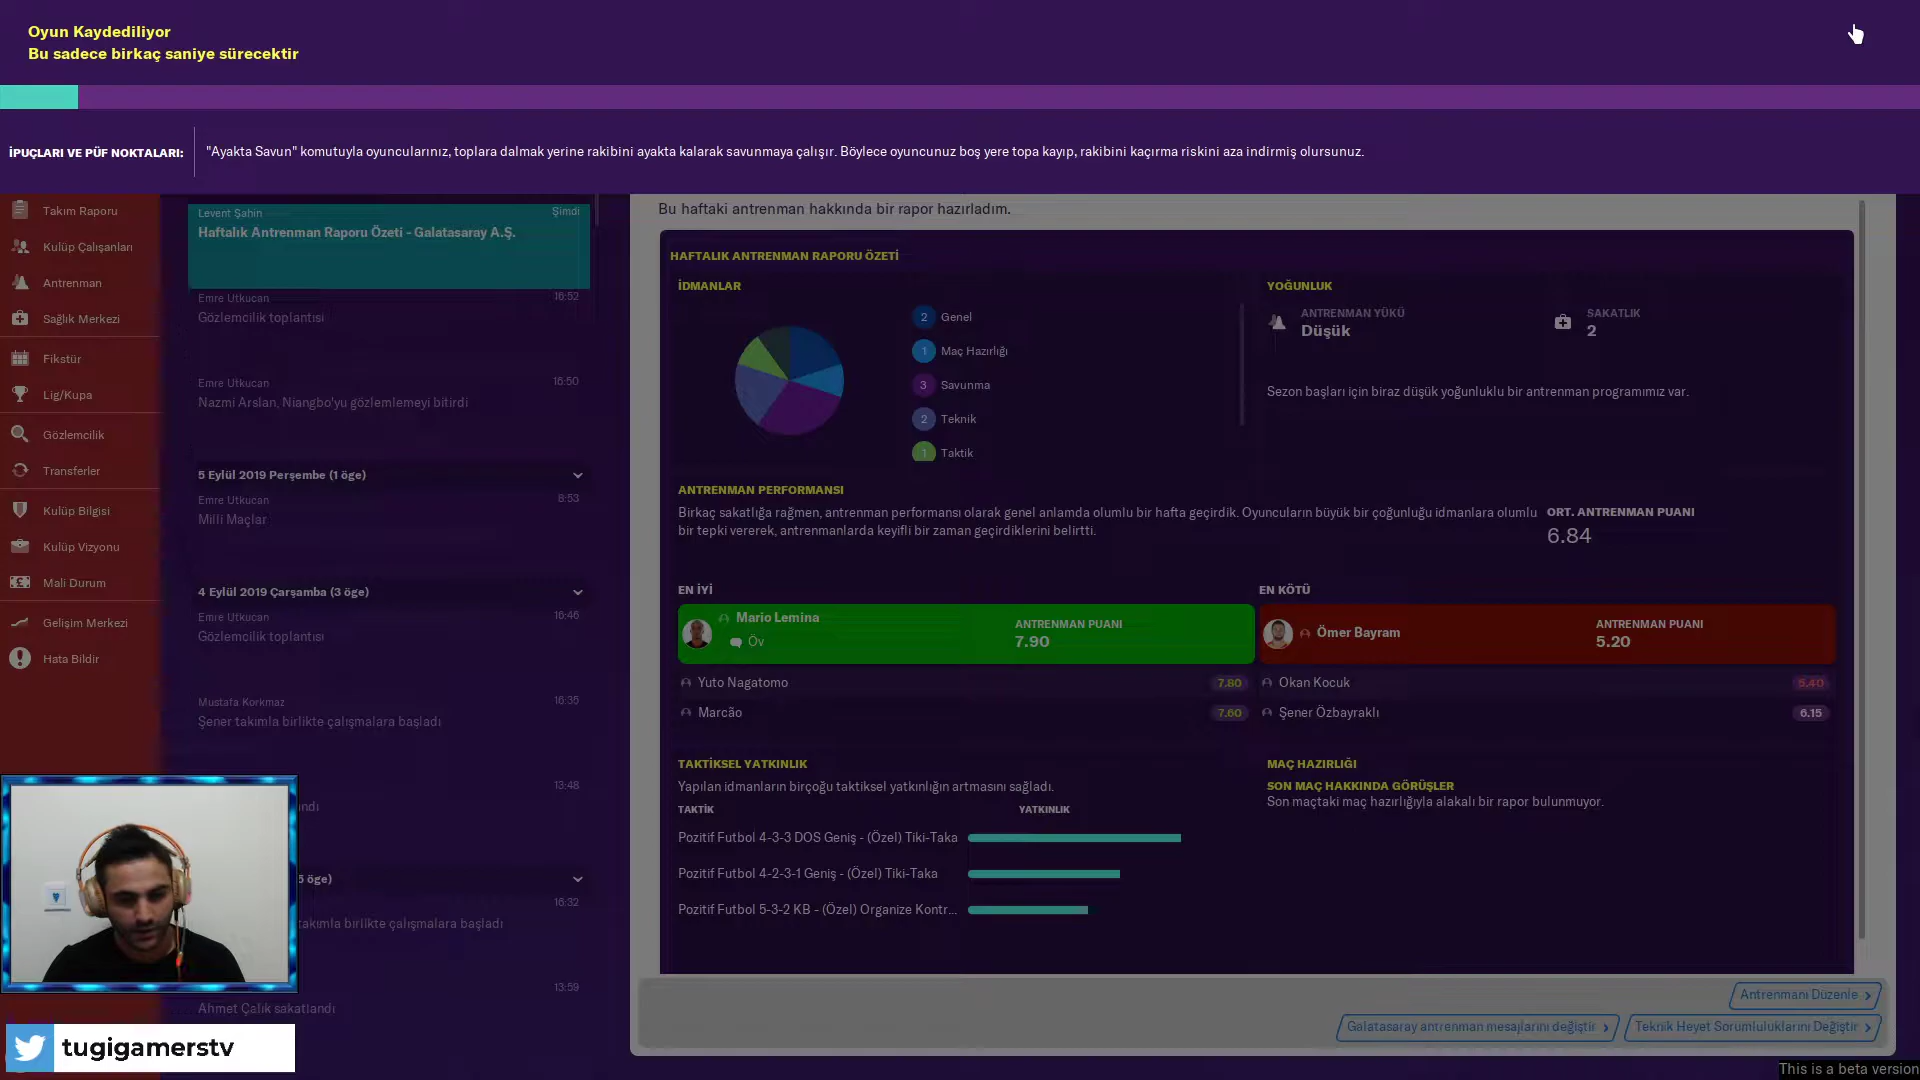 Oyun Kaydediliyor
Bu sadece birkaç saniye sürecektir
İPUÇLARI VE PÜF NOKTALARI:
"Ayakta Savun" komutuyla oyuncularınız, toplara dalmak yerine rakibini ayakta kalarak savunmaya çalışır. Böylece oyuncunuz boş yere topa kayıp, rakibini kaçırma riskini aza indirmiş olursunuz.
Takım Raporu
Kulüp Çalışanları
Antrenman
Sağlık Merkezi
Fikstür
Lig/Kupa
Gözlemcilik
Transferler
Kulüp Bilgisi
Kulüp Vizyonu
Mali Durum
Gelişim Merkezi
Hata Bildir
Levent Şahin
Şimdi
Haftalık Antrenman Raporu Özeti - Galatasaray A.Ş.
Emre Utkucan
16:52
Gözlemcilik toplantısı
Emre Utkucan
16:50
Nazmi Arslan, Niangbo'yu gözlemlemeyi bitirdi
5 Eylül 2019 Perşembe (1 öge)
Emre Utkucan
8:53
Milli Maçlar
4 Eylül 2019 Çarşamba (3 öge)
Emre Utkucan
16:46
Gözlemcilik toplantısı
Mustafa Korkmaz
16:35
Şener takımla birlikte çalışmalara başladı
13:48
ndı
5 öge)
16:32
takımla birlikte çalışmalara başladı
13:59
Ahmet Çalık sakatlandı
Bu haftaki antrenman hakkında bir rapor hazırladım.
HAFTALIK ANTRENMAN RAPORU ÖZETİ
İDMANLAR
2 Genel
1 Maç Hazırlığı
3 Savunma
2 Teknik
1 Taktik
YOĞUNLUK
ANTRENMAN YÜKÜ
Düşük
SAKATLIK
2
Sezon başları için biraz düşük yoğunluklu bir antrenman programımız var.
ANTRENMAN PERFORMANSI
Birkaç sakatlığa rağmen, antrenman performansı olarak genel anlamda olumlu bir hafta geçirdik. Oyuncuların büyük bir çoğunluğu idmanlara olumlu
bir tepki vererek, antrenmanlarda keyifli bir zaman geçirdiklerini belirtti.
ORT. ANTRENMAN PUANI
6.84
EN İYİ
Mario Lemina
Öv
ANTRENMAN PUANI
7.90
Yuto Nagatomo
7.80
Marcão
7.60
EN KÖTÜ
Ömer Bayram
ANTRENMAN PUANI
5.20
Okan Kocuk
5.40
Şener Özbayraklı
6.15
TAKTİKSEL YATKINLIK
Yapılan idmanların birçoğu taktiksel yatkınlığın artmasını sağladı.
TAKTİK
YATKINLIK
Pozitif Futbol 4-3-3 DOS Geniş - (Özel) Tiki-Taka
Pozitif Futbol 4-2-3-1 Geniş - (Özel) Tiki-Taka
Pozitif Futbol 5-3-2 KB - (Özel) Organize Kontr...
MAÇ HAZIRLIĞI
SON MAÇ HAKKINDA GÖRÜŞLER
Son maçtaki maç hazırlığıyla alakalı bir rapor bulunmuyor.
Antrenmanı Düzenle
Galatasaray antrenman mesajlarını değiştir
Teknik Heyet Sorumluluklarını Değiştir
tugigamerstv
This is a beta version